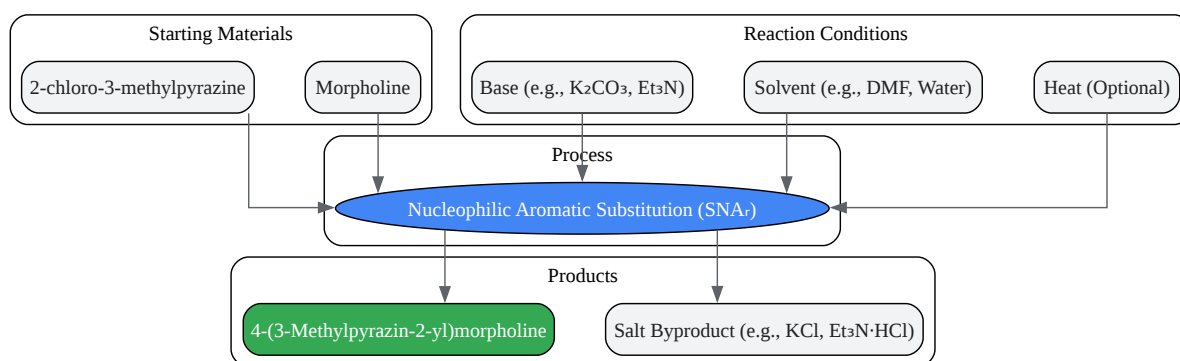 Starting Materials
Reaction Conditions
2-chloro-3-methylpyrazine
Morpholine
Base (e.g., K₂CO₃, Et₃N)
Solvent (e.g., DMF, Water)
Heat (Optional)
Process
Nucleophilic Aromatic Substitution (SNAᵣ)
Products
4-(3-Methylpyrazin-2-yl)morpholine
Salt Byproduct (e.g., KCl, Et₃N·HCl)